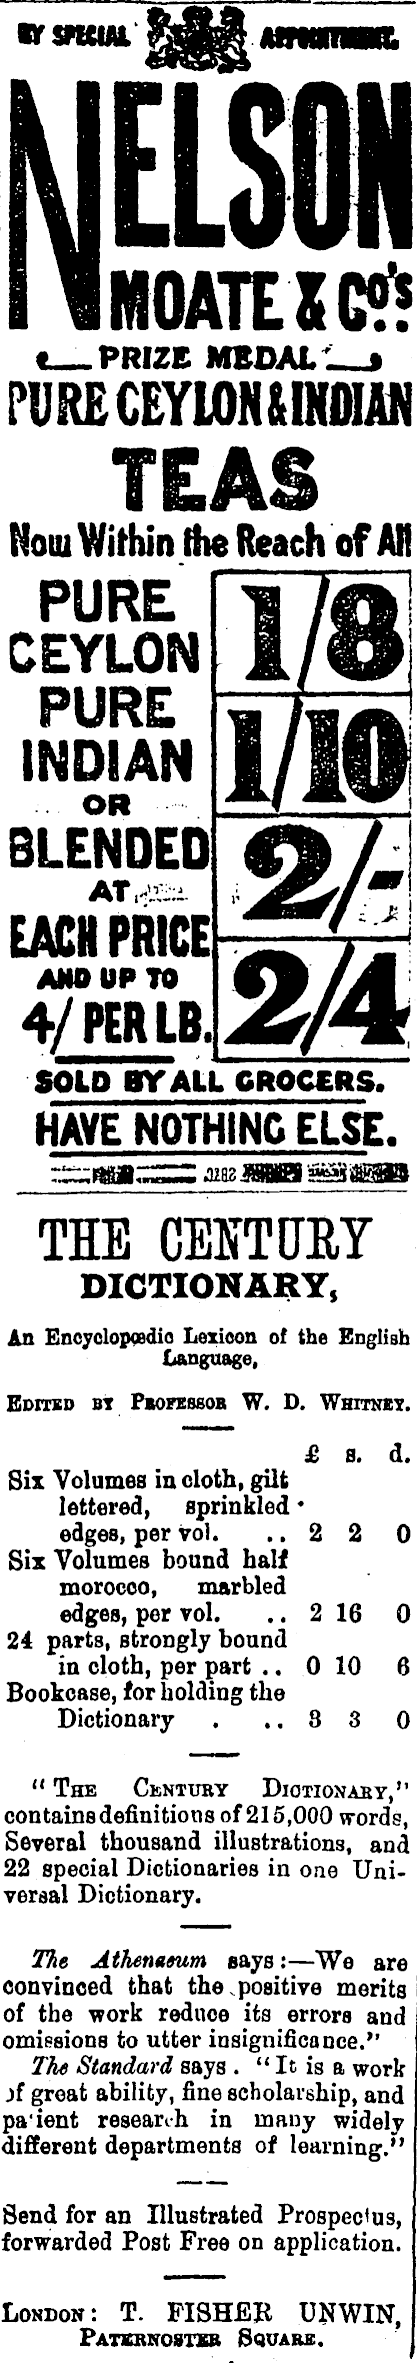 BY SPECIAL APPOINTMENT.
NELSON
MOATE & CO'S
PRIZE MEDAL
PURE CEYLON & INDIAN
TEAS
Now Within the Reach of All
PURE
CEYLON
1/8
PURE
INDIAN
1/10
OR
BLENDED
AT
2/-
EACH PRICE
AND UP TO
4/ PER LB.
2/4
SOLD BY ALL GROCERS.
HAVE NOTHING ELSE.
THE CENTURY
DICTIONARY,
An Encyclopœdic Lexicon of the English
Language,
EDITED BY PROFESSOR W. D. WHITNEY.
£ s. d.
Six Volumes in cloth, gilt
lettered, sprinkled
edges, per vol. .. 2 2 0
Six Volumes bound half
morocco, marbled
edges, per vol. .. 2 16 0
24 parts, strongly bound
in cloth, per part .. 0 10 6
Bookcase, for holding the
Dictionary . .. 3 3 0
"THE CENTURY DICTIONARY,"
contains definitions of 215,000 words,
Several thousand illustrations, and
22 special Dictionaries in one Uni-
versal Dictionary.
The Athenaeum says:—We are
convinced that the positive merits
of the work reduce its errors and
omissions to utter insignificance."
The Standard says. "It is a work
of great ability, fine scholarship, and
patient research in many widely
different departments of learning."
Send for an Illustrated Prospectus,
forwarded Post Free on application.
LONDON: T. FISHER UNWIN,
PATERNOSTER SQUARE.